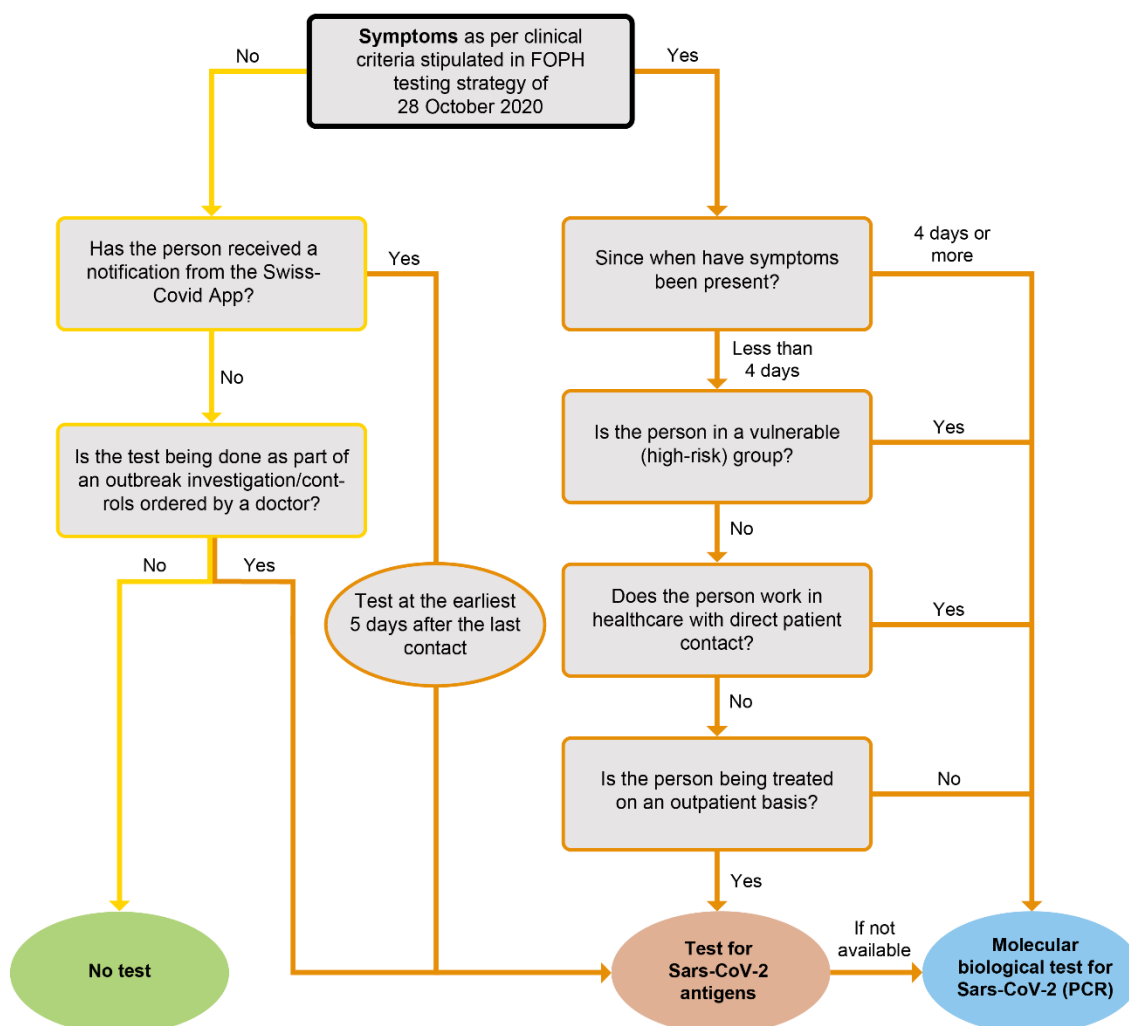 Symptoms as per clinical
criteria stipulated in FOPH
testing strategy of
28 October 2020
No
Yes
Has the person received a
notification from the Swiss-
Covid App?
Yes
Since when have symptoms
been present?
4 days or
more
No
Less than
4 days
Is the test being done as part of
an outbreak investigation/cont-
rols ordered by a doctor?
Is the person in a vulnerable
(high-risk) group?
Yes
No
Yes
No
Test at the earliest
5 days after the last
contact
Does the person work in
healthcare with direct patient
contact?
Yes
No
Is the person being treated
on an outpatient basis?
No
Yes
No test
Test for
Sars-CoV-2
antigens
If not
available
Molecular
biological test for
Sars-CoV-2 (PCR)